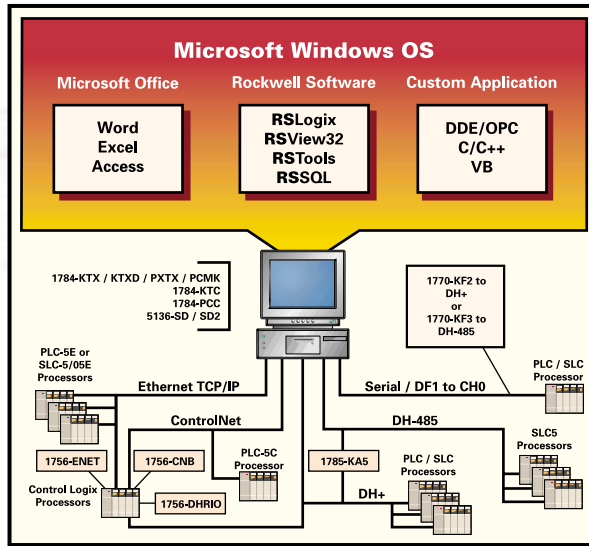 Microsoft Windows OS
Microsoft Office
Rockwell Software
Custom Application
Word
Excel
Access
RSLogix
RSView32
RSTools
RSSQL
DDE/OPC
C/C++
VB
1784-KTX / KTXD / PXTX / PCMK
1784-KTC
1784-PCC
5136-SD / SD2
1770-KF2 to
DH+
or
1770-KF3 to
DH-485
PLC-5E or
SLC-5/05E
Processors
Ethernet TCP/IP
Serial / DF1 to CH0
PLC / SLC
Processor
ControlNet
DH-485
1756-ENET
1756-CNB
PLC-5C
Processor
1785-KA5
PLC / SLC
Processors
SLC5
Processors
Control Logix
Processors
1756-DHRIO
DH+